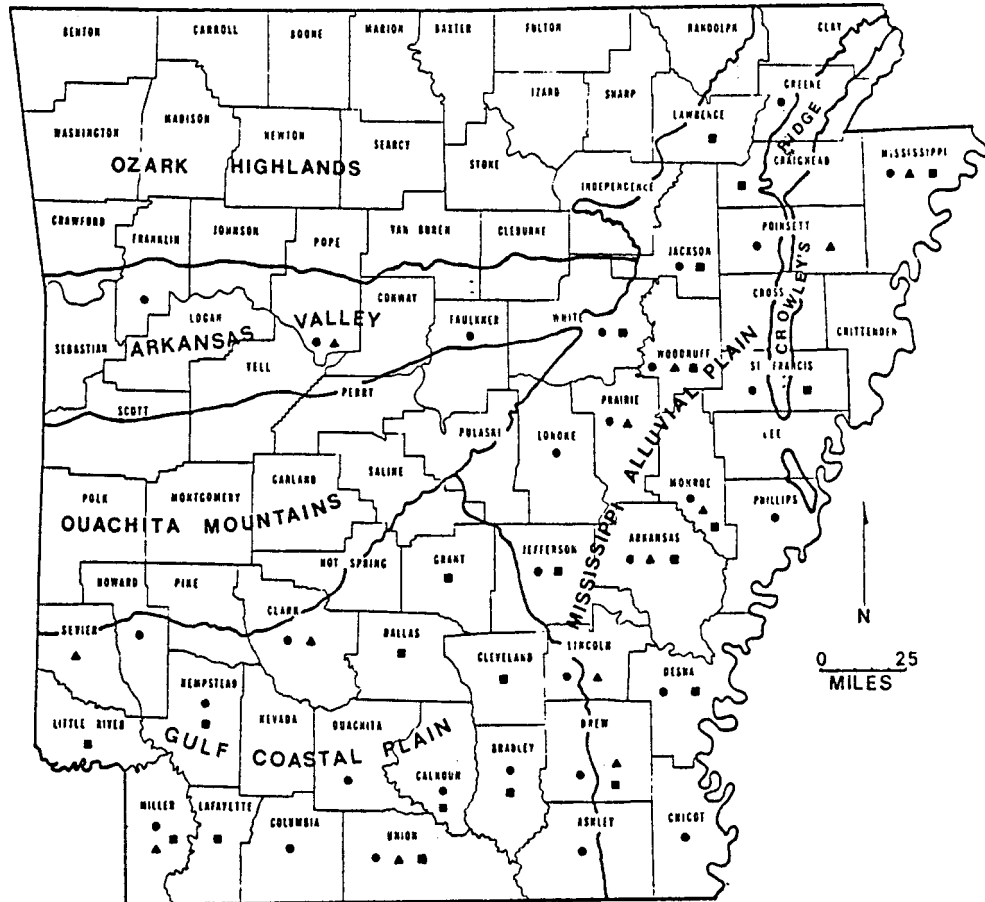 BENTON
CARROLL
BOONE
MARION
BAXTER
FULTON
RANDOLPH
CLAY
IZARD
SHARP
GREENE
LAWRENCE
WASHINGTON
MADISON
NEWTON
SEARCY
STONE
INDEPENDENCE
RIDGE
CRAIGHEAD
MISSISSIPPI
OZARK HIGHLANDS
CRAWFORD
FRANKLIN
JOHNSON
POPE
VAN BUREN
CLEBURNE
JACKSON
POINSETT
CROWLEY'S
CROSS
CRITTENDEN
CONWAY
LOGAN
SEBASTIAN
ARKANSAS VALLEY
FAULKNER
WHITE
WOODRUFF
ST FRANCIS
YELL
SCOTT
PERRY
PRAIRIE
PULASKI
LONOKE
LEE
MISSISSIPPI ALLUVIAL PLAIN
POLK
MONTGOMERY
GARLAND
SALINE
MONROE
PHILLIPS
OUACHITA MOUNTAINS
HOT SPRING
GRANT
JEFFERSON
ARKANSAS
HOWARD
PIKE
CLARK
N
SEVIER
DALLAS
CLEVELAND
LINCOLN
DESHA
0 25
MILES
HEMPSTEAD
LITTLE RIVER
NEVADA
OUACHITA
GULF COASTAL PLAIN
CALHOUN
BRADLEY
DREW
MILLER
LAFAYETTE
COLUMBIA
UNION
ASHLEY
CHICOT